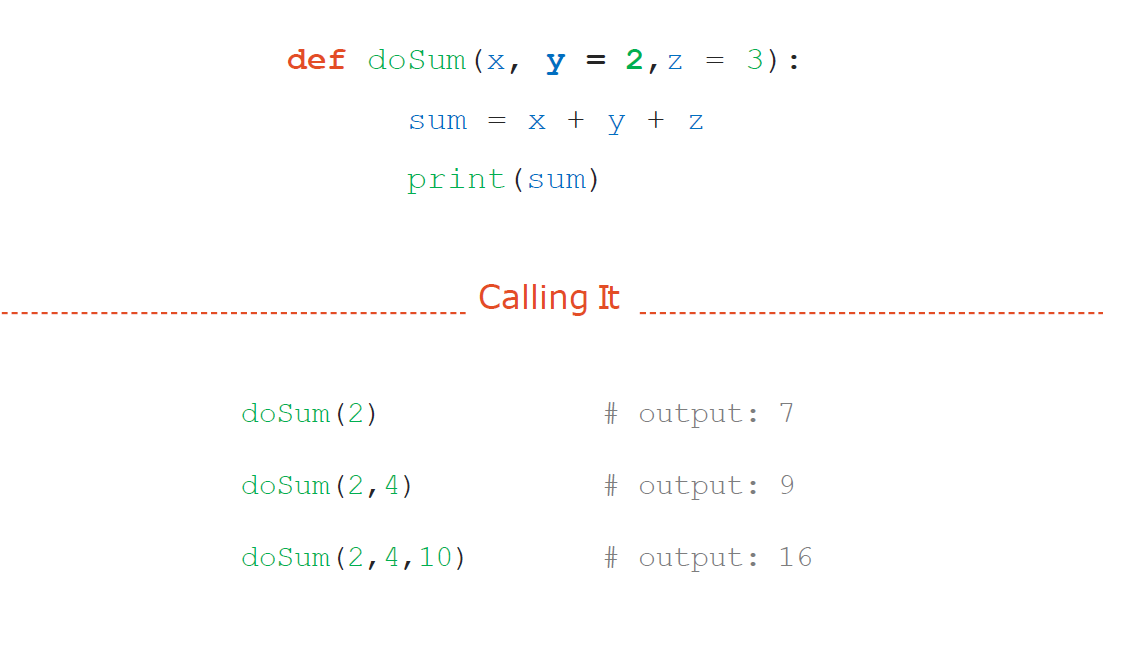 def doSum(x, y = 2,z = 3):
sum = x + y + z
print(sum)
Calling It
doSum(2) # output: 7
doSum(2,4) # output: 9
doSum(2,4,10) # output: 16